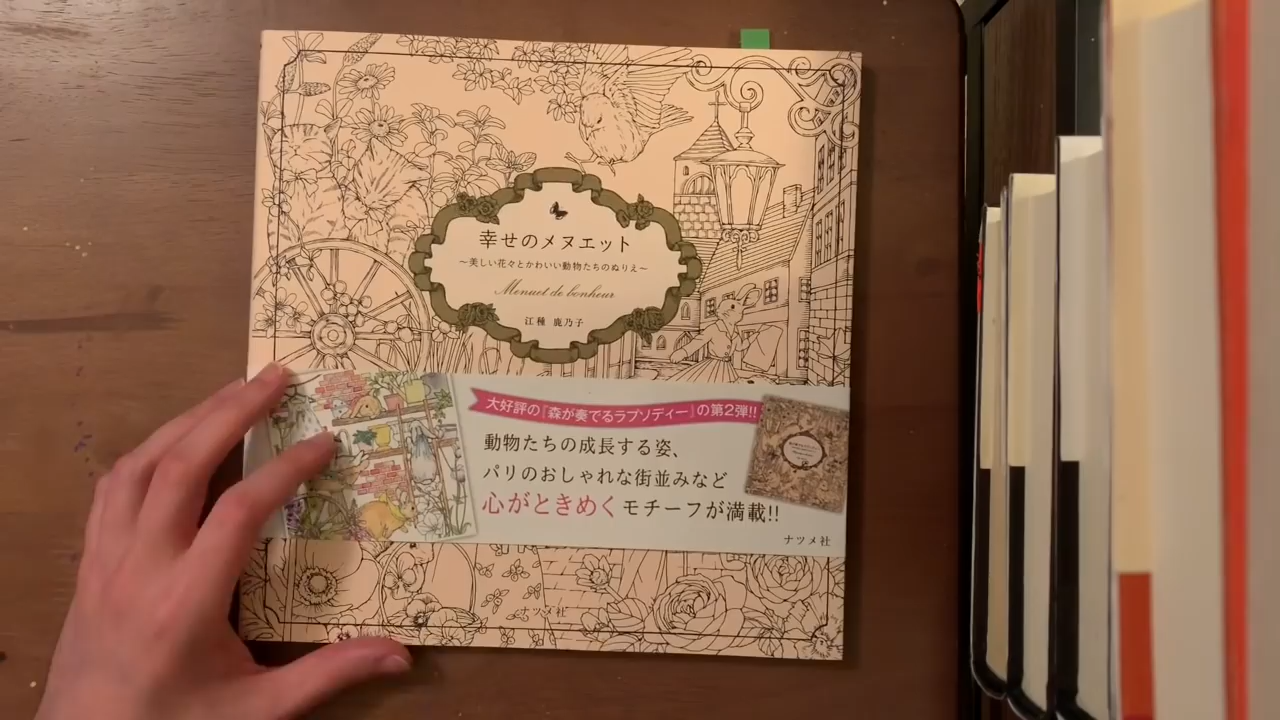 幸せのメヌエット
～美しい花々とかわいい動物たちのぬりえ～
Menuet de bonheur
江種 鹿乃子
大好評の『森が奏でるラプソディー』の第2弾!!
動物たちの成長する姿、
パリのおしゃれな街並みなど
心がときめくモチーフが満載!!
ナツメ社
ナツメ社